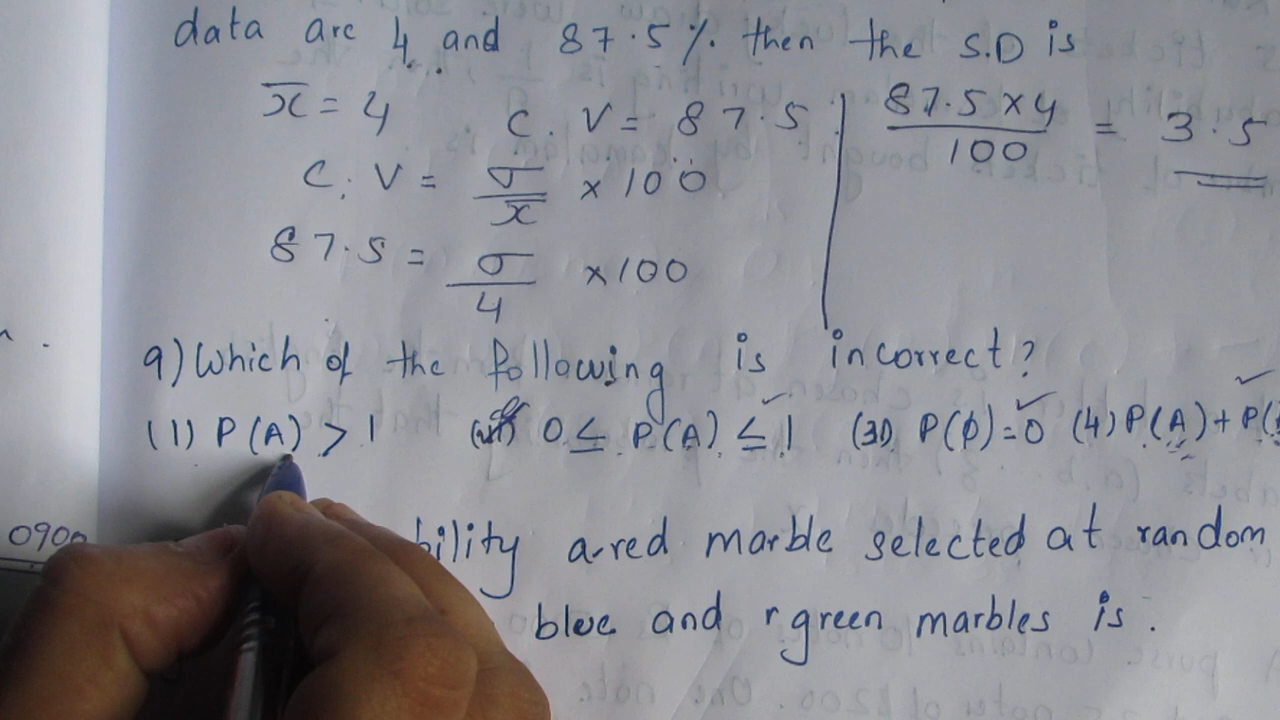 data are 4 and 87.5% then the S.D is
x̄ = 4 C.V = 87.5
C.V = σ/x̄ ×100
87.5 = σ/4 ×100
87.5×4/100 = 3.5
9) Which of the following is incorrect?
(1) P(A) > 1 0 ≤ P(A) ≤ 1 (3) P(ϕ)=0 (4) P(A) + P(
0900
bility a red marble selected at random
blue and r green marbles is.